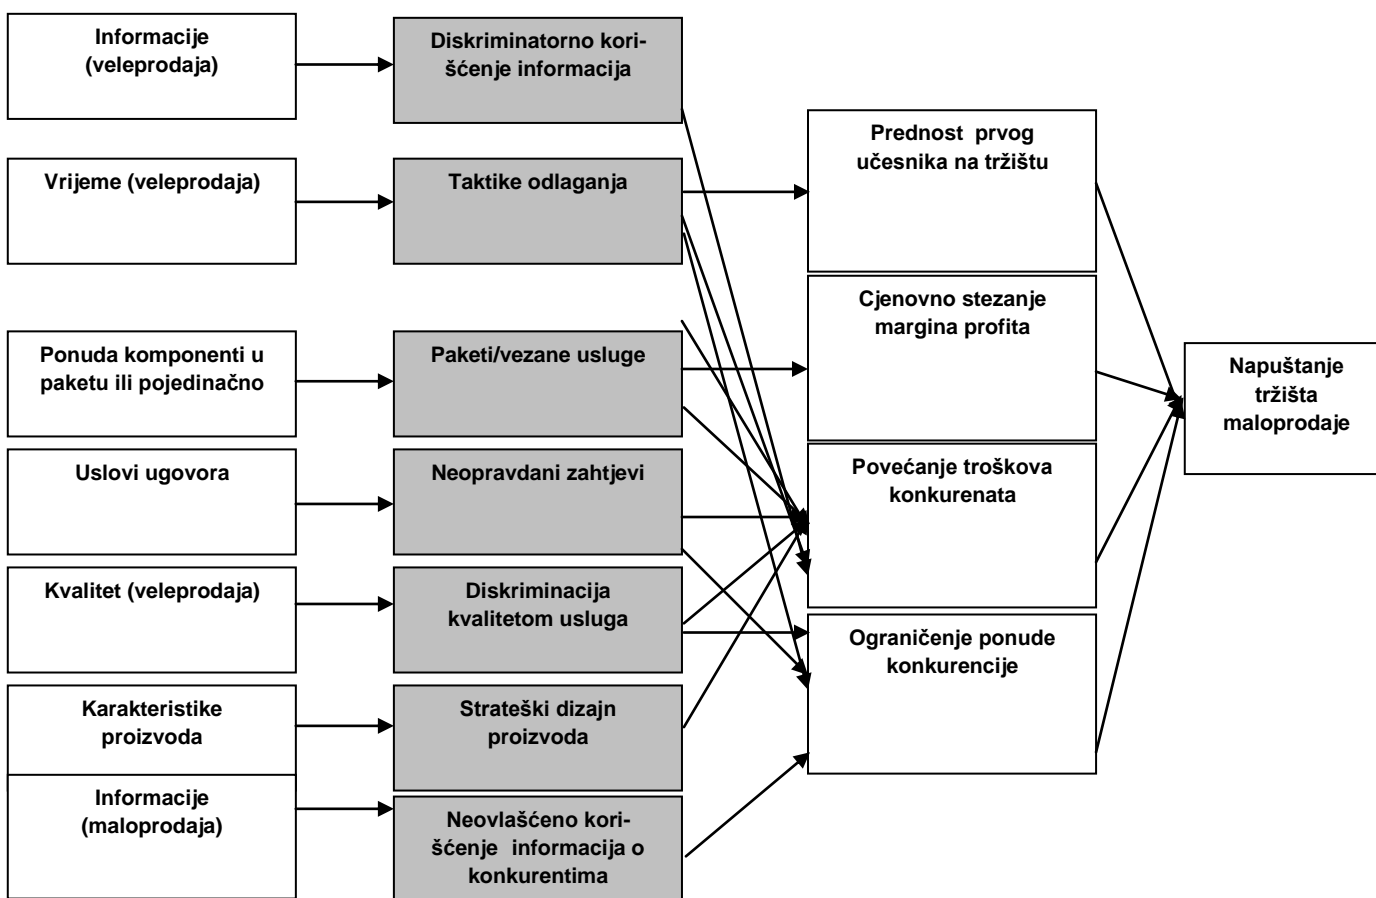 Informacije
(veleprodaja)
Diskriminatorno kori-
šćenje informacija
Prednost prvog
učesnika na tržištu
Vrijeme (veleprodaja)
Taktike odlaganja
Cjenovno stezanje
margina profita
Ponuda komponenti u
paketu ili pojedinačno
Paketi/vezane usluge
Napuštanje
tržišta
maloprodaje
Uslovi ugovora
Neopravdani zahtjevi
Povećanje troškova
konkurenata
Kvalitet (veleprodaja)
Diskriminacija
kvalitetom usluga
Ograničenje ponude
konkurencije
Karakteristike
proizvoda
Strateški dizajn
proizvoda
Informacije
(maloprodaja)
Neovlašćeno kori-
šćenje informacija o
konkurentima